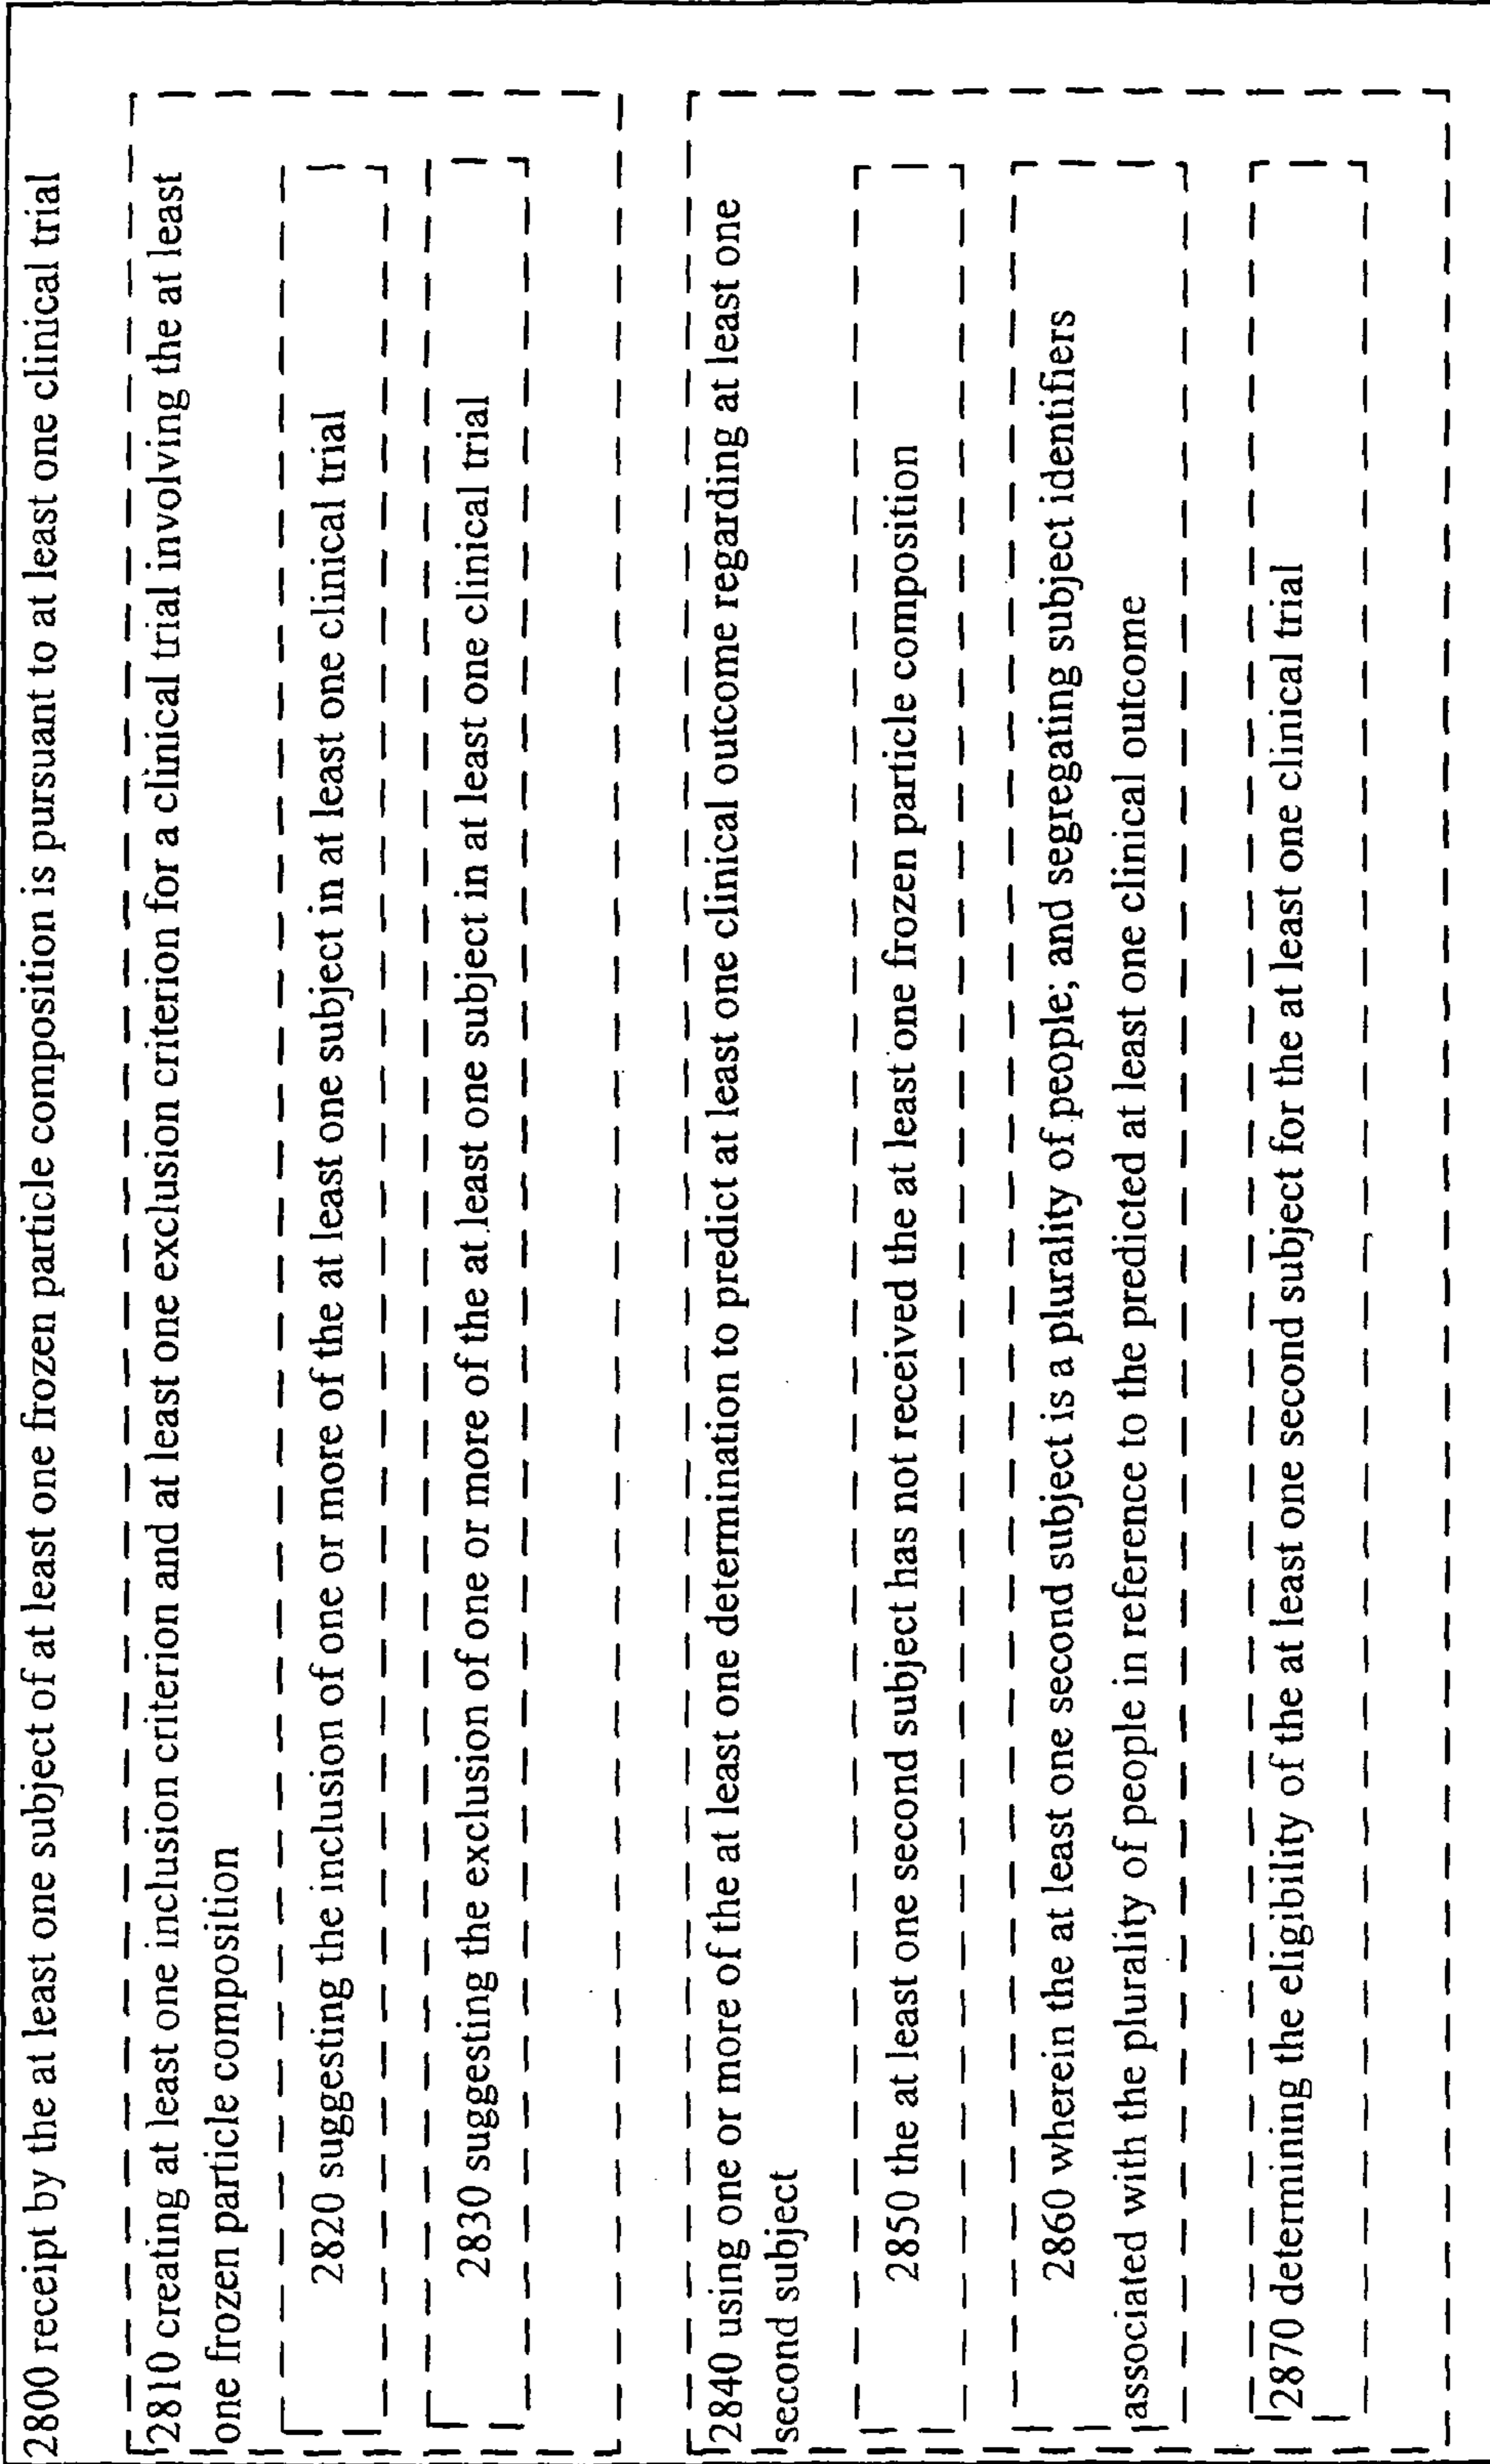 2800 receipt by the at least one subject of at least one frozen particle composition is pursuant to at least one clinical trial
2810 creating at least one inclusion criterion and at least one exclusion criterion for a clinical trial involving the at least
one frozen particle composition
2820 suggesting the inclusion of one or more of the at least one subject in at least one clinical trial
2830 suggesting the exclusion of one or more of the at least one subject in at least one clinical trial
2840 using one or more of the at least one determination to predict at least one clinical outcome regarding at least one
second subject
2850 the at least one second subject has not received the at least one frozen particle composition
2860 wherein the at least one second subject is a plurality of people; and segregating subject identifiers
associated with the plurality of people in reference to the predicted at least one clinical outcome
2870 determining the eligibility of the at least one second subject for the at least one clinical trial